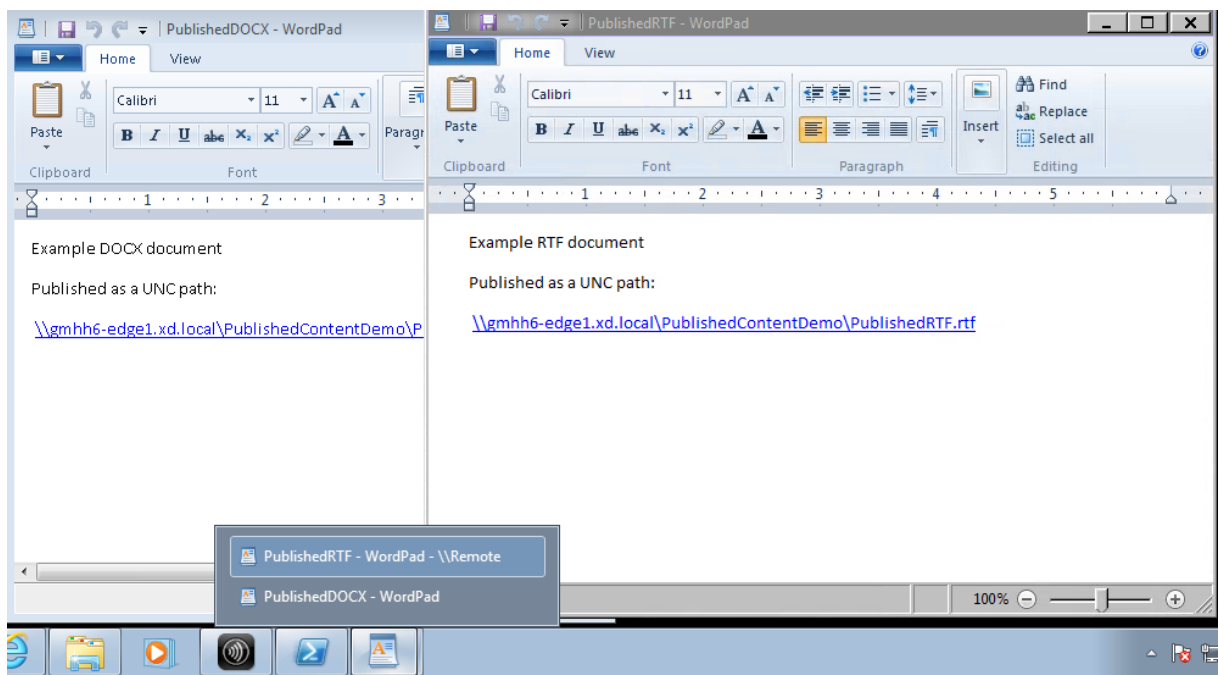 PublishedDOCX - WordPad
Home View
Paste
Calibri 11 A A
B I U abc X₂ X² A
Clipboard Font
1 2 3
Example DOCX document
Published as a UNC path:
\\gmhh6-edge1.xd.local\PublishedContentDemo\P
PublishedRTF - WordPad
Home View
Paste
Calibri 11 A A
B I U abc X₂ X² A
Insert
Find
Replace
Select all
Clipboard Font Paragraph Editing
1 2 3 4 5
Example RTF document
Published as a UNC path:
\\gmhh6-edge1.xd.local\PublishedContentDemo\PublishedRTF.rtf
PublishedRTF - WordPad - \\Remote
PublishedDOCX - WordPad
100%